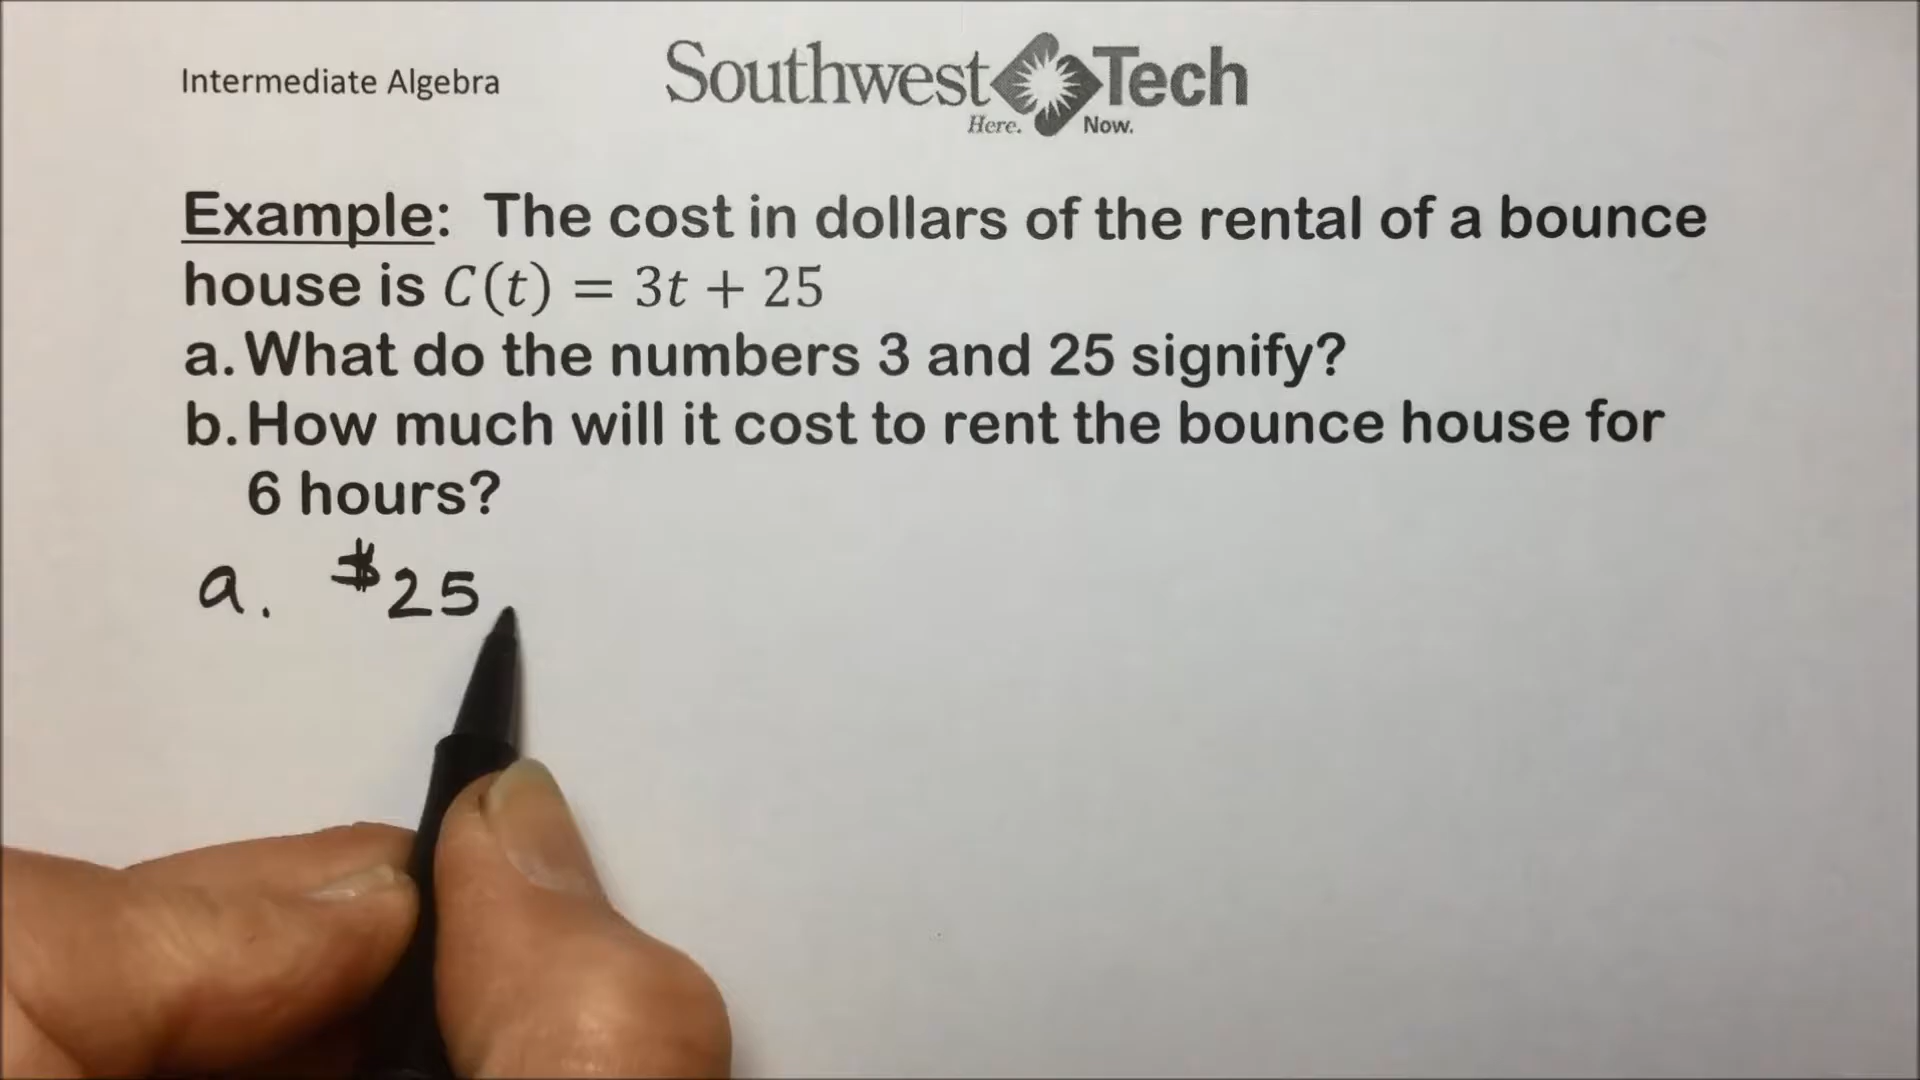 Intermediate Algebra
Southwest Tech
Here. Now.
Example: The cost in dollars of the rental of a bounce
house is C(t) = 3t + 25
a. What do the numbers 3 and 25 signify?
b. How much will it cost to rent the bounce house for
6 hours?
a. $25